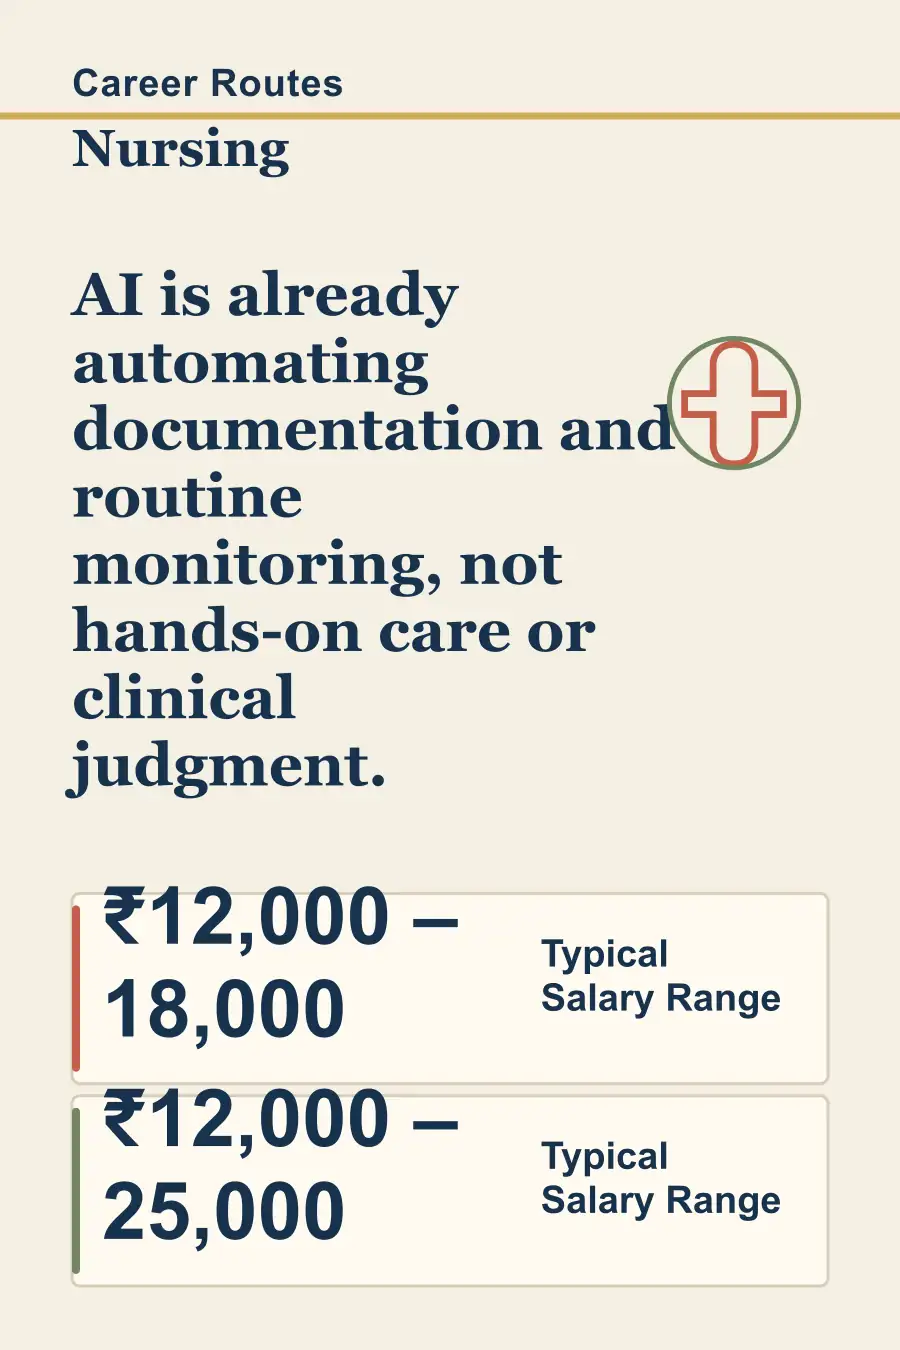 Career Routes
Nursing
AI is already
automating
documentation and
routine
monitoring, not
hands-on care or
clinical
judgment.
₹12,000 –
18,000
Typical
Salary Range
₹12,000 –
25,000
Typical
Salary Range